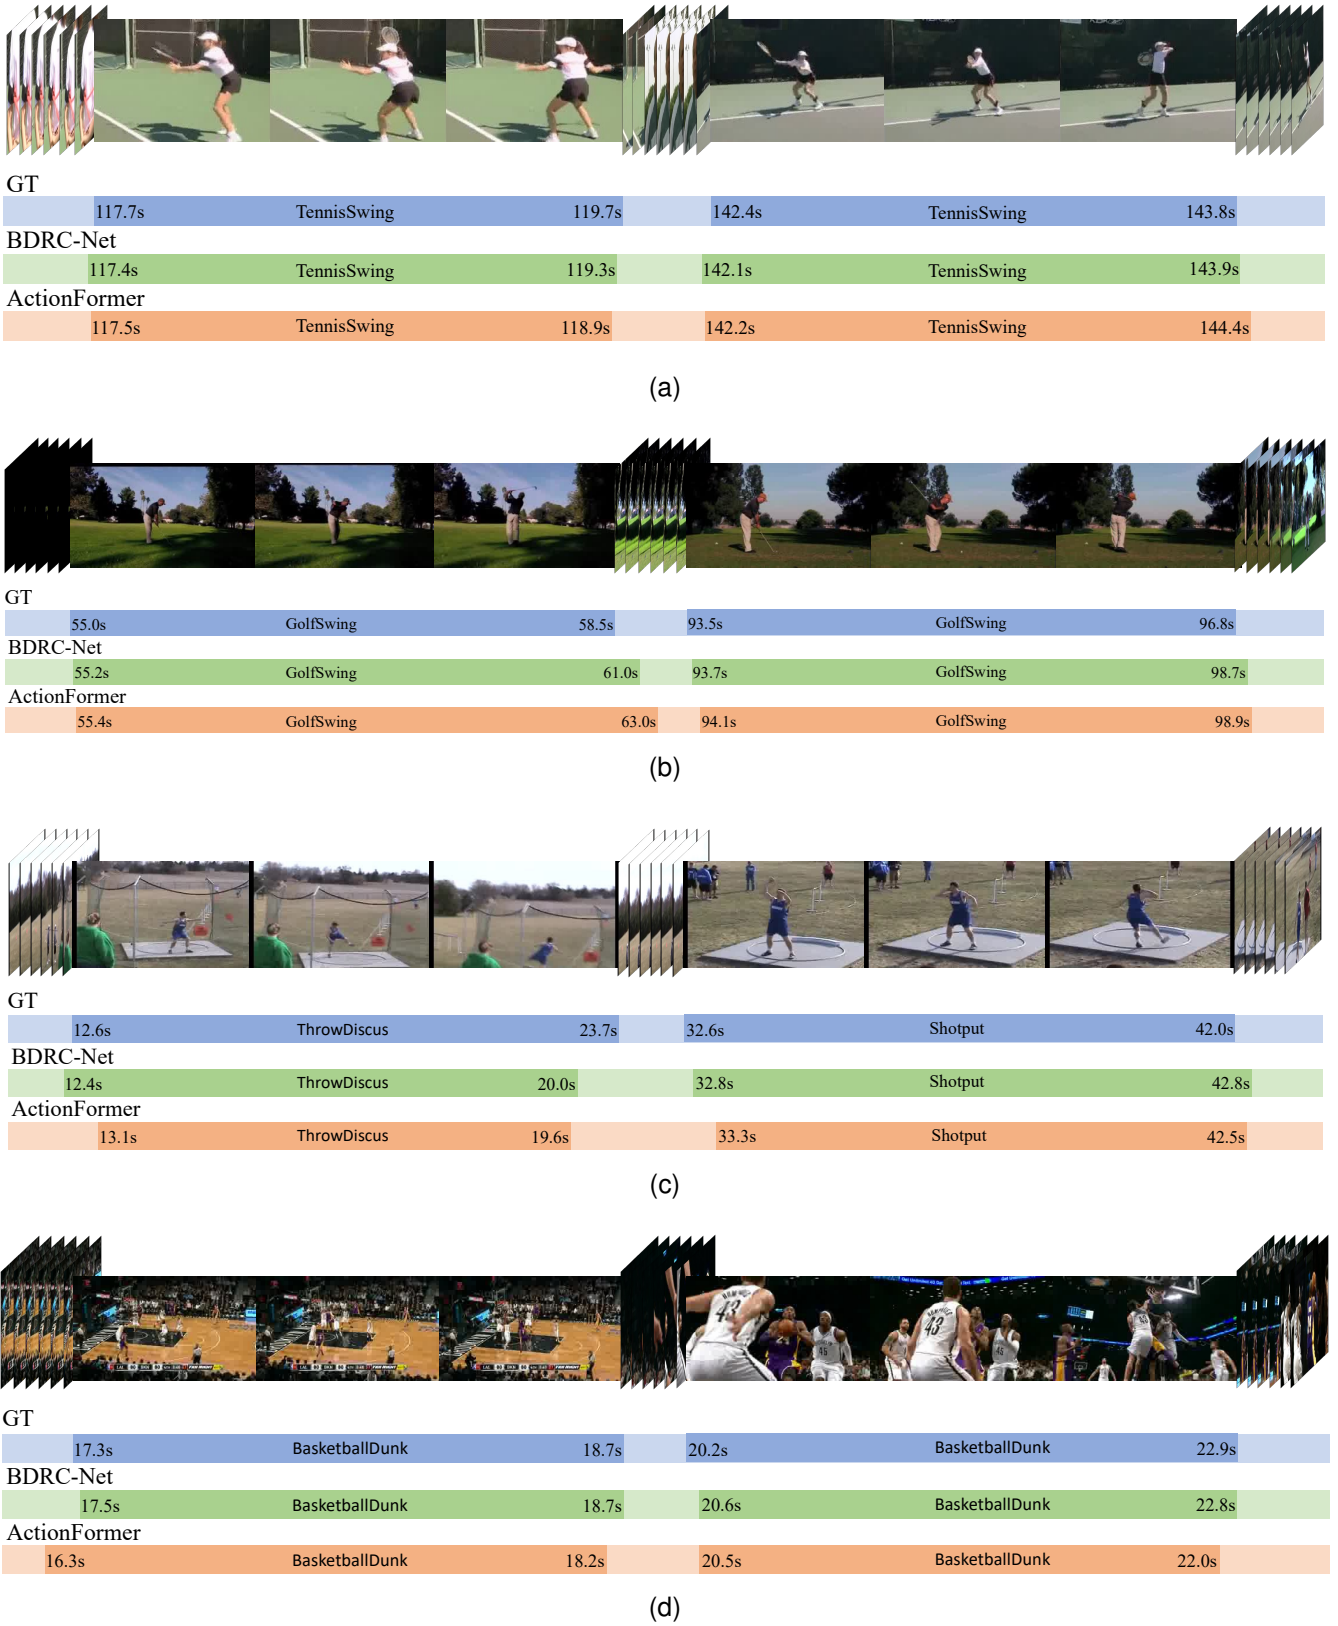 GT
117.7s TennisSwing 119.7s 142.4s TennisSwing 143.8s
BDRC-Net
117.4s TennisSwing 119.3s 142.1s TennisSwing 143.9s
ActionFormer
117.5s TennisSwing 118.9s 142.2s TennisSwing 144.4s
(a)
GT
55.0s GolfSwing 58.5s 93.5s GolfSwing 96.8s
BDRC-Net
55.2s GolfSwing 61.0s 93.7s GolfSwing 98.7s
ActionFormer
55.4s GolfSwing 63.0s 94.1s GolfSwing 98.9s
(b)
GT
12.6s ThrowDiscus 23.7s 32.6s Shotput 42.0s
BDRC-Net
12.4s ThrowDiscus 20.0s 32.8s Shotput 42.8s
ActionFormer
13.1s ThrowDiscus 19.6s 33.3s Shotput 42.5s
(c)
43 45 43 45
GT
17.3s BasketballDunk 18.7s 20.2s BasketballDunk 22.9s
BDRC-Net
17.5s BasketballDunk 18.7s 20.6s BasketballDunk 22.8s
ActionFormer
16.3s BasketballDunk 18.2s 20.5s BasketballDunk 22.0s
(d)